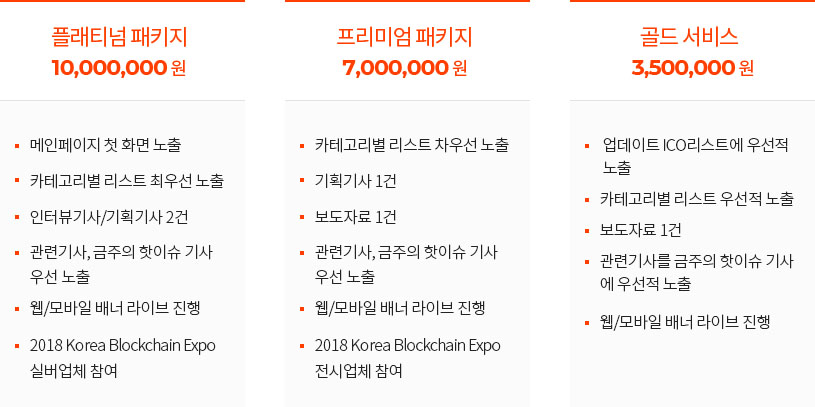 플래티넘 패키지
10,000,000 원
메인페이지 첫 화면 노출
카테고리별 리스트 최우선 노출
인터뷰기사/기획기사 2건
관련기사, 금주의 핫이슈 기사
우선 노출
웹/모바일 배너 라이브 진행
2018 Korea Blockchain Expo
실버업체 참여
프리미엄 패키지
7,000,000 원
카테고리별 리스트 차우선 노출
기획기사 1건
보도자료 1건
관련기사, 금주의 핫이슈 기사
우선 노출
웹/모바일 배너 라이브 진행
2018 Korea Blockchain Expo
전시업체 참여
골드 서비스
3,500,000 원
업데이트 ICO리스트에 우선적
노출
카테고리별 리스트 우선적 노출
보도자료 1건
관련기사를 금주의 핫이슈 기사
에 우선적 노출
웹/모바일 배너 라이브 진행